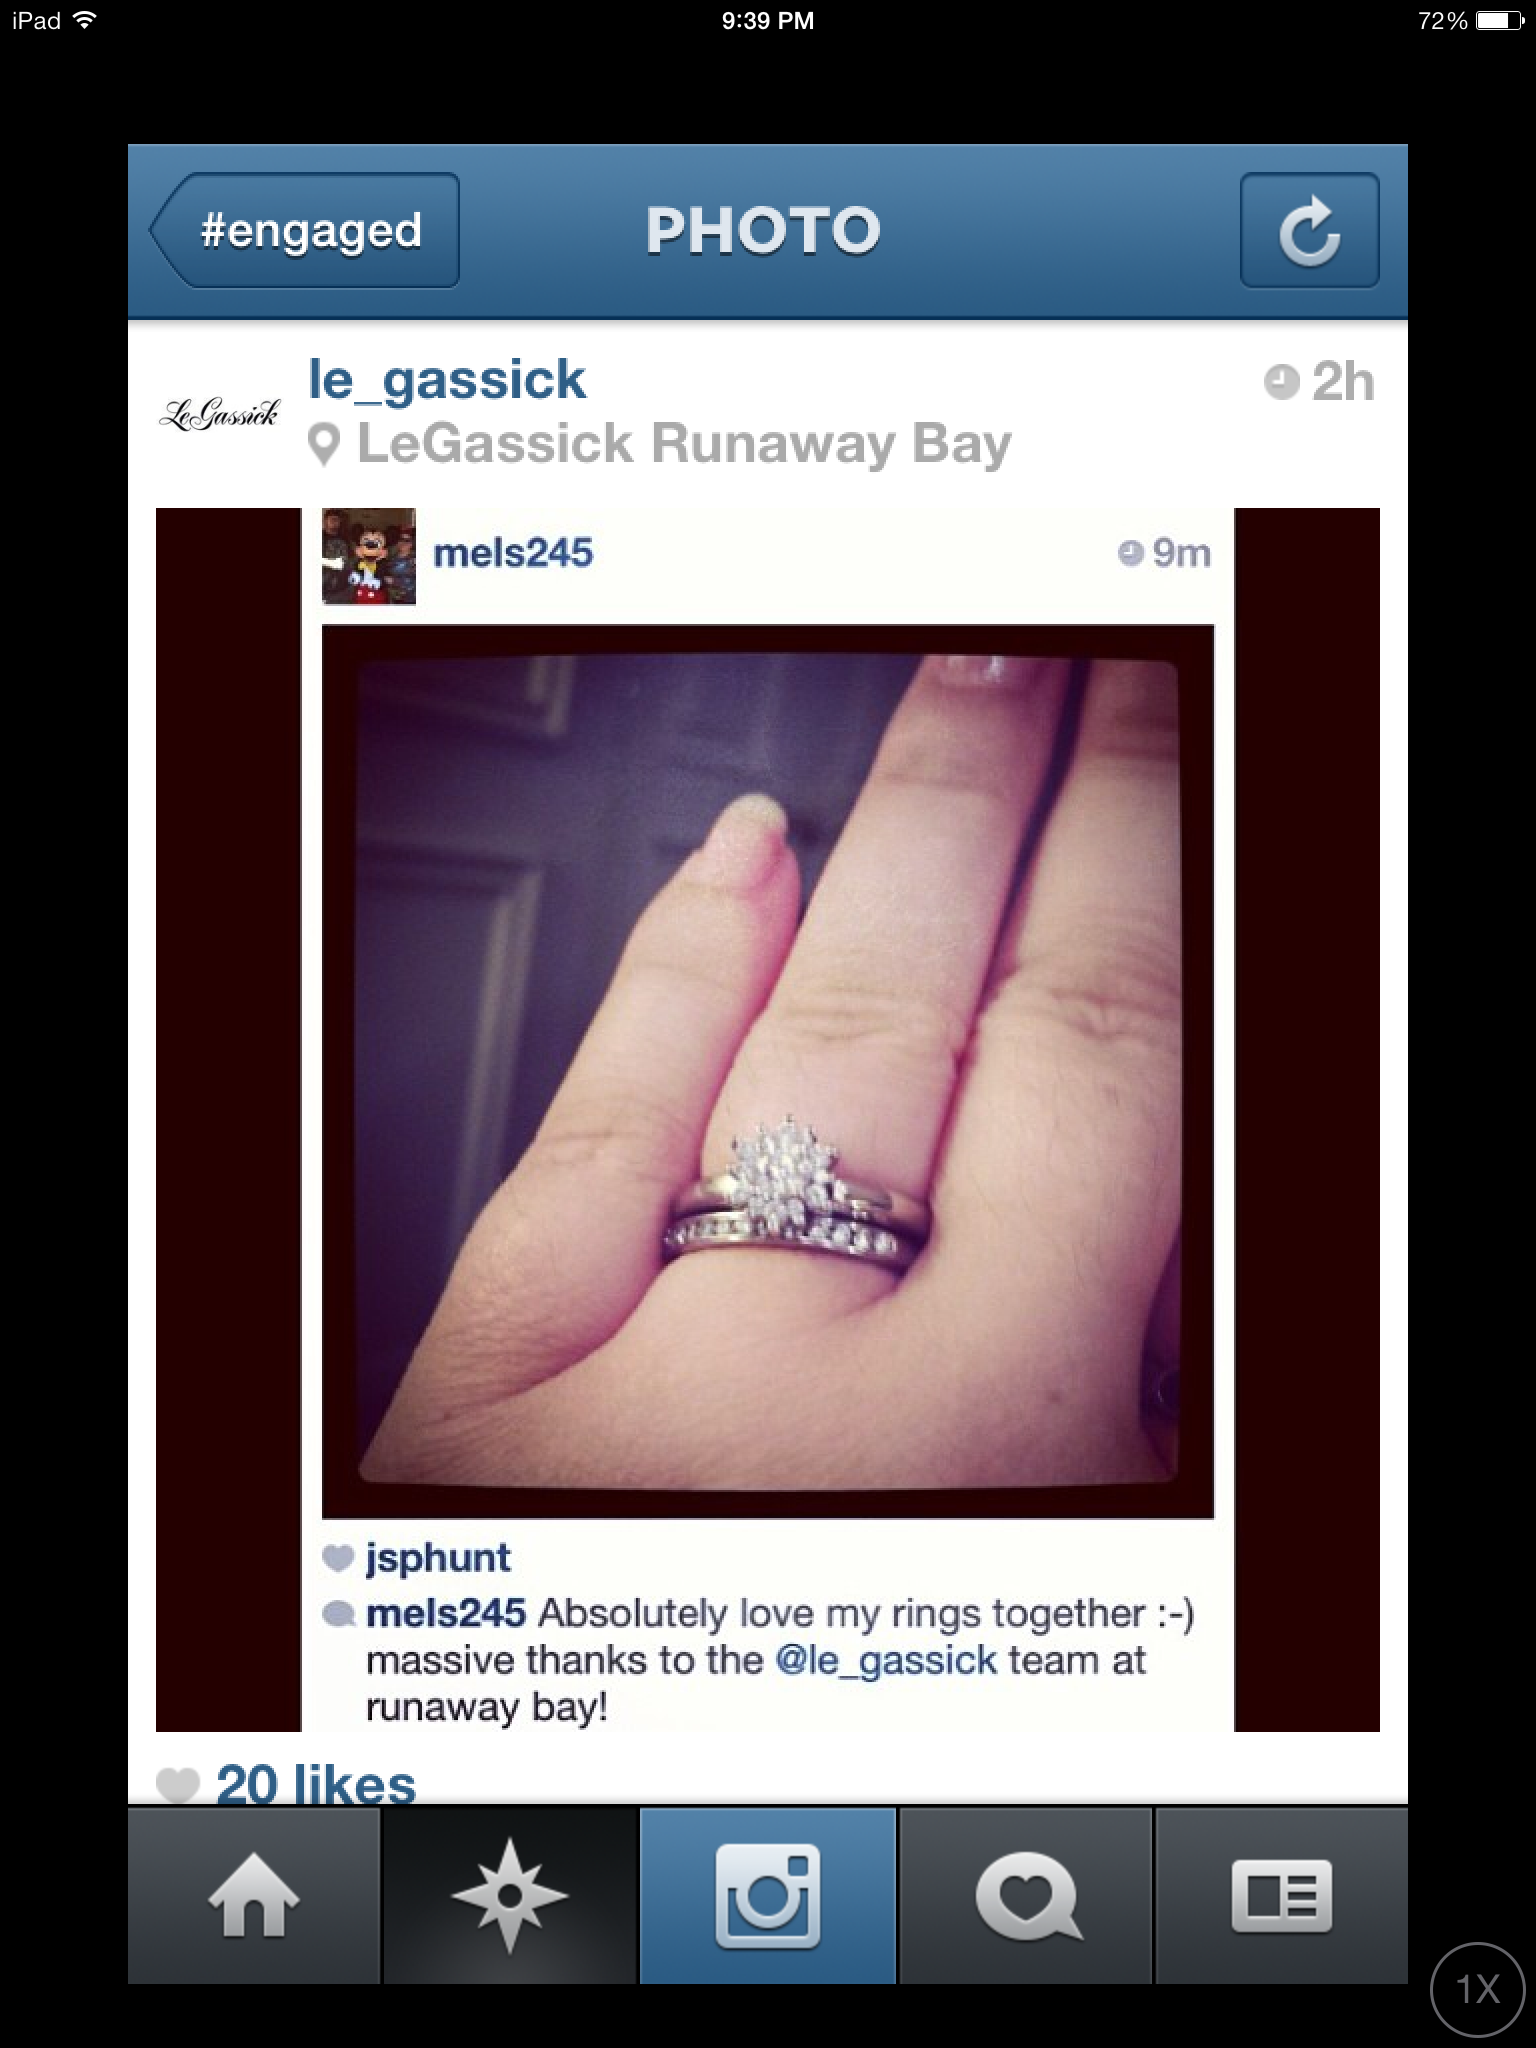 iPad 9:39 PM 72%
#engaged PHOTO
LeGassick le_gassick 2h
LeGassick Runaway Bay
mels245 9m
jsphunt
mels245 Absolutely love my rings together :-)
massive thanks to the @le_gassick team at
runaway bay!
20 likes
1X